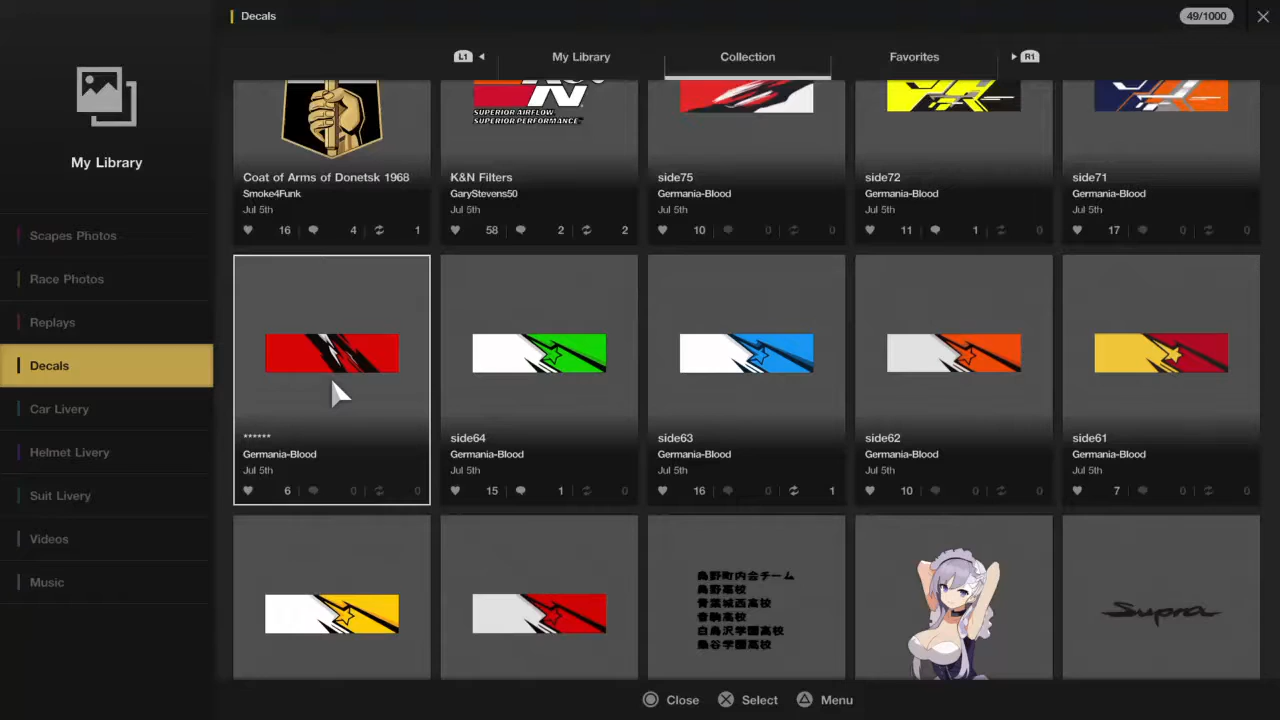 Decals
49/1000
L1
My Library
Collection
Favorites
R1
My Library
Scapes Photos
Race Photos
Replays
Decals
Car Livery
Helmet Livery
Suit Livery
Videos
Music
SUPERIOR AIRFLOW
SUPERIOR PERFORMANCE
Coat of Arms of Donetsk 1968
Smoke4Funk
Jul 5th
16 4 1
K&N Filters
GaryStevens50
Jul 5th
58 2 2
side75
Germania-Blood
Jul 5th
10 0 0
side72
Germania-Blood
Jul 5th
11 1 0
side71
Germania-Blood
Jul 5th
17 0 0
******
Germania-Blood
Jul 5th
6 0 0
side64
Germania-Blood
Jul 5th
15 1 0
side63
Germania-Blood
Jul 5th
16 0 1
side62
Germania-Blood
Jul 5th
10 0 0
side61
Germania-Blood
Jul 5th
7 0 0
烏野町内会チーム
烏野高校
青葉城西高校
音駒高校
白鳥沢学園高校
梟谷学園高校
Supra
Close
Select
Menu